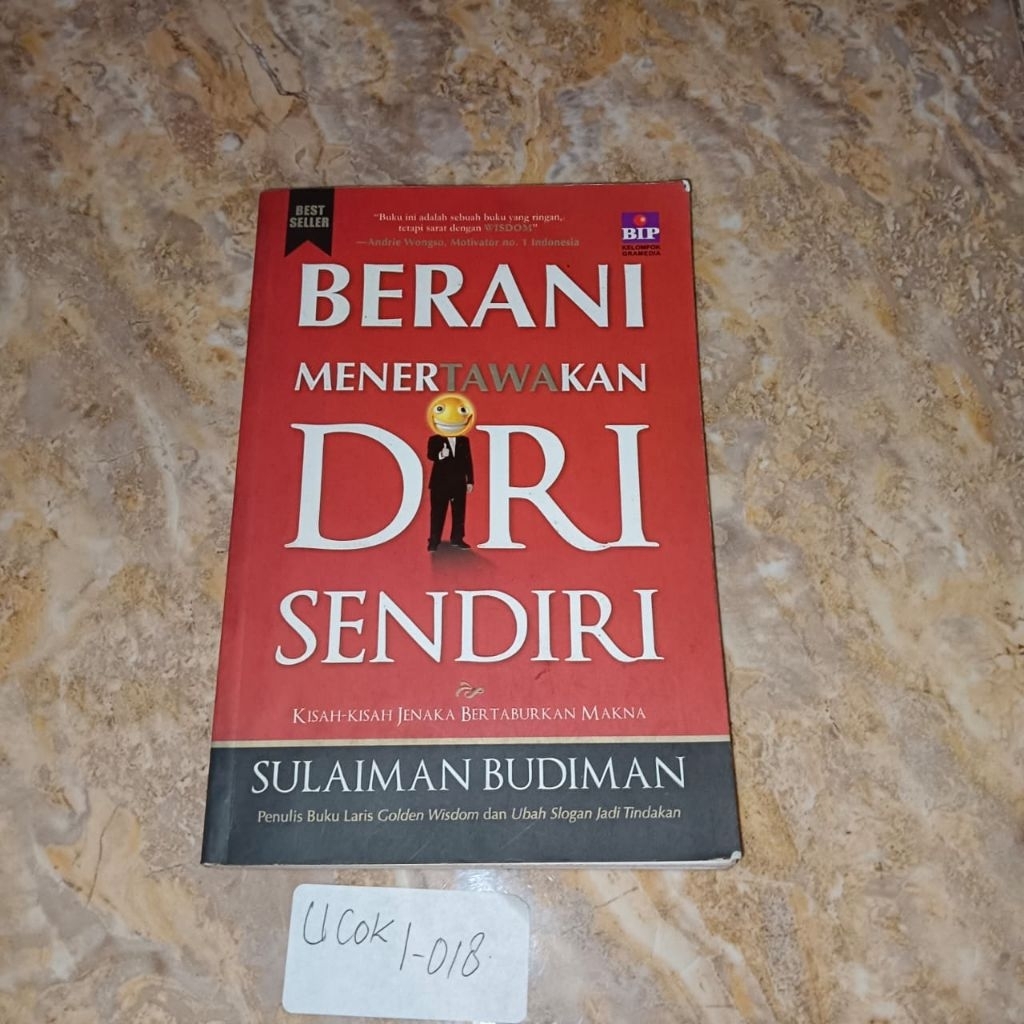 BEST
SELLER
"Buku ini adalah sebuah buku yang ringan,
tetapi sarat dengan WISDOM"
—Andrie Wongso, Motivator no. 1 Indonesia
BIP
KELOMPOK
GRAMEDIA
BERANI
MENERTAWAKAN
DIRI
SENDIRI
KISAH-KISAH JENAKA BERTABURKAN MAKNA
SULAIMAN BUDIMAN
Penulis Buku Laris Golden Wisdom dan Ubah Slogan Jadi Tindakan
UCOK 1-018